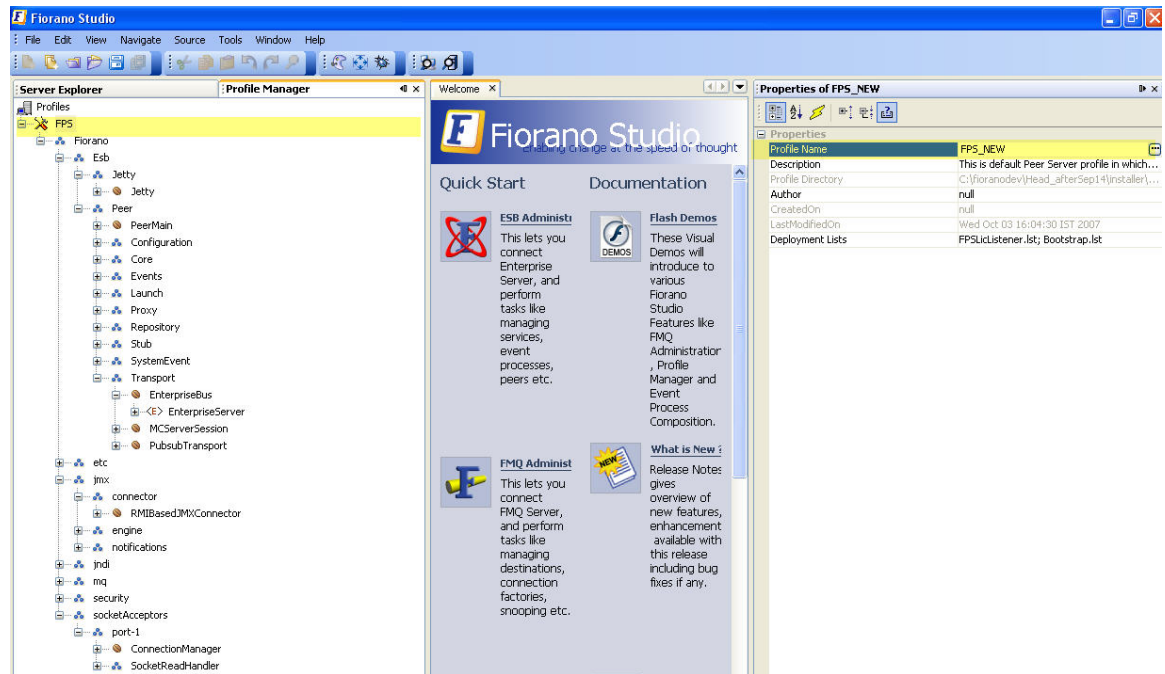 Fiorano Studio
File Edit View Navigate Source Tools Window Help
Server Explorer
Profile Manager
Profiles
FPS
Fiorano
Esb
Jetty
Jetty
Peer
PeerMain
Configuration
Core
Events
Launch
Proxy
Repository
Stub
SystemEvent
Transport
EnterpriseBus
<E> EnterpriseServer
MCServerSession
PubsubTransport
etc
jmx
connector
RMIBasedJMXConnector
engine
notifications
jndi
mq
security
socketAcceptors
port-1
ConnectionManager
SocketReadHandler
Welcome
Fiorano Studio
Enabling change at the speed of thought
Quick Start
ESB Administ
This lets you
connect
Enterprise
Server, and
perform
tasks like
managing
services,
event
processes,
peers etc.
FMQ Administ
This lets you
connect
FMQ Server,
and perform
tasks like
managing
destinations,
connection
factories,
snooping etc.
Documentation
DEMOS
Flash Demos
These Visual
Demos will
introduce to
various
Fiorano
Studio
Features like
FMQ
Administration
, Profile
Manager and
Event
Process
Composition.
NEW
What is New ?
Release Notes
gives
overview of
new features,
enhancement
available with
this release
including bug
fixes if any.
Properties of FPS_NEW
Properties
Profile Name FPS_NEW
Description This is default Peer Server profile in which...
Profile Directory C:\fioranodev\Head_afterSep14\installer\...
Author null
CreatedOn null
LastModifiedOn Wed Oct 03 16:04:30 IST 2007
Deployment Lists FPSLicListener.lst; Bootstrap.lst